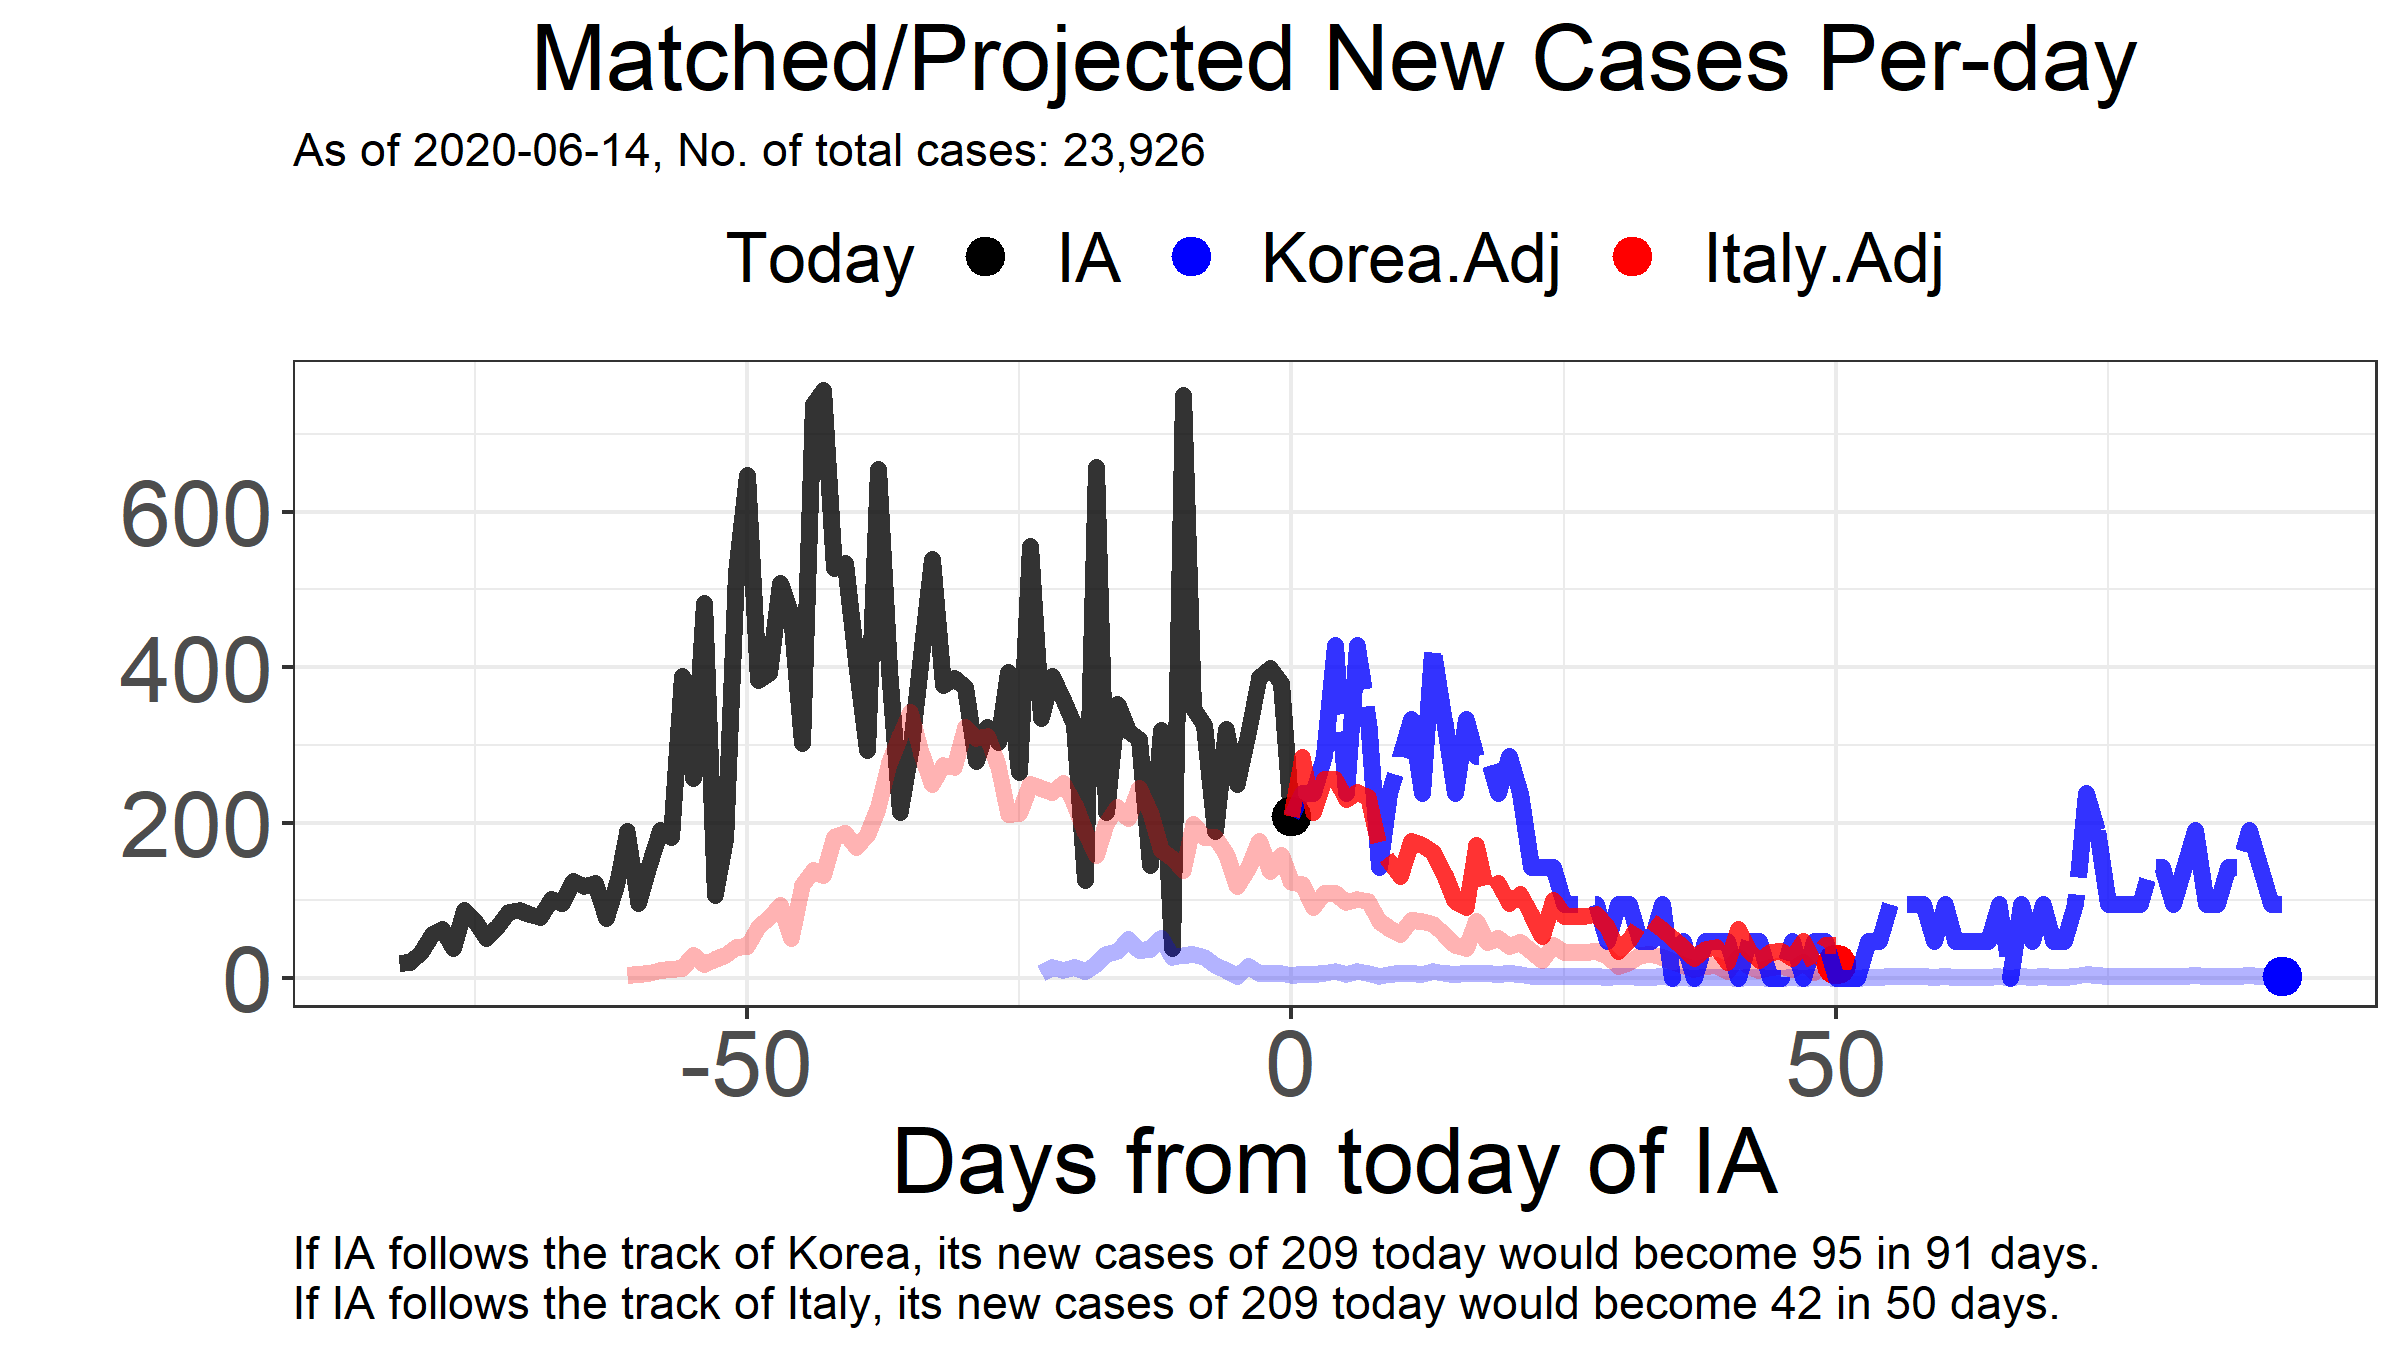 Matched/Projected New Cases Per-day
As of 2020-06-14, No. of total cases: 23,926
Today IA Korea.Adj Italy.Adj
600
400
200
0
-50 0 50
Days from today of IA
If IA follows the track of Korea, its new cases of 209 today would become 95 in 91 days.
If IA follows the track of Italy, its new cases of 209 today would become 42 in 50 days.